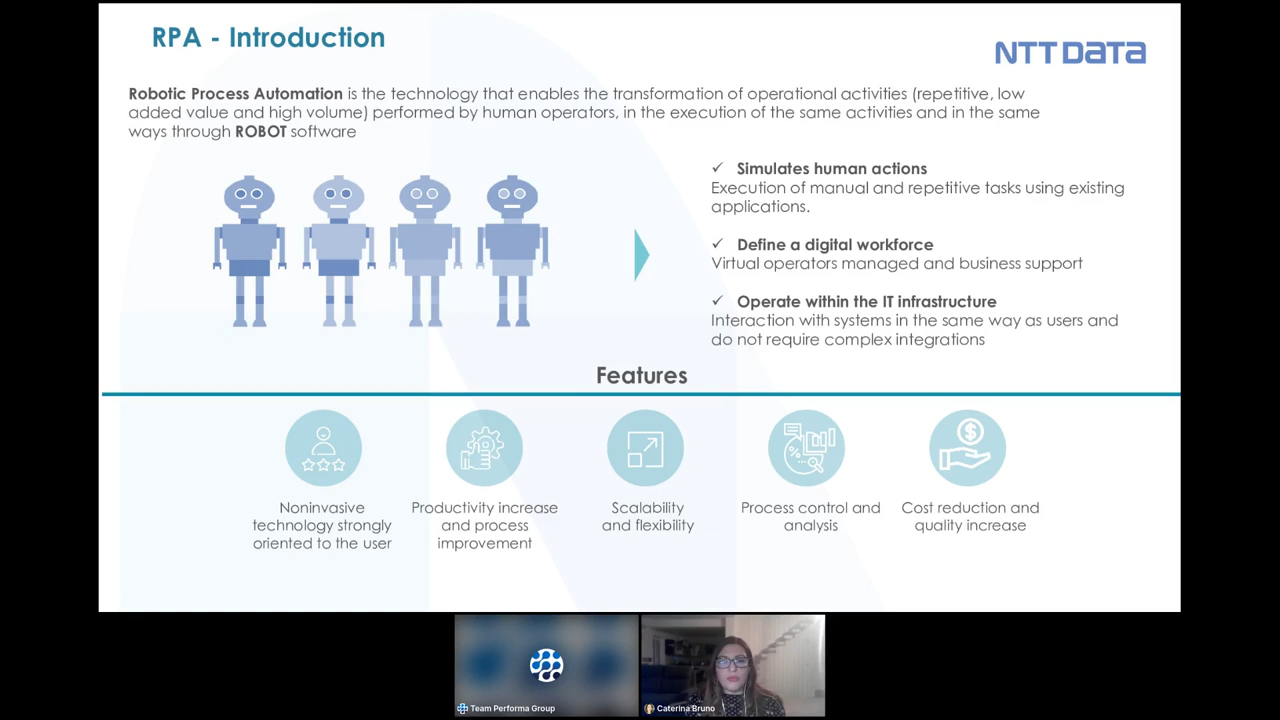 RPA - Introduction
NTT DATA
Robotic Process Automation is the technology that enables the transformation of operational activities (repetitive, low
added value and high volume) performed by human operators, in the execution of the same activities and in the same
ways through ROBOT software
✓ Simulates human actions
Execution of manual and repetitive tasks using existing
applications.
✓ Define a digital workforce
Virtual operators managed and business support
✓ Operate within the IT infrastructure
Interaction with systems in the same way as users and
do not require complex integrations
Features
Noninvasive
technology strongly
oriented to the user
Productivity increase
and process
improvement
Scalability
and flexibility
Process control and
analysis
Cost reduction and
quality increase
Team Performa Group
Caterina Bruno